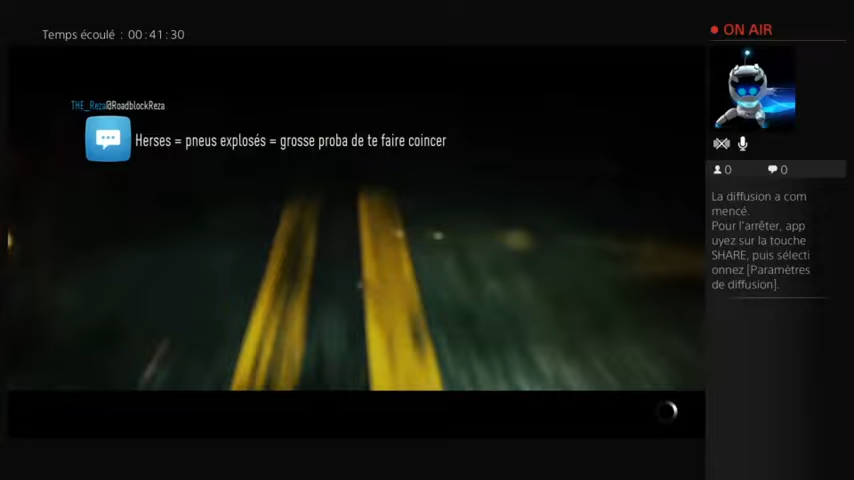 Temps écoulé : 00:41:30
ON AIR
THE_Reza@RoadblockReza
Herses = pneus explosés = grosse proba de te faire coincer
0 0
La diffusion a com
mencé.
Pour l'arrêter, app
uyez sur la touche
SHARE, puis sélecti
onnez [Paramètres
de diffusion].